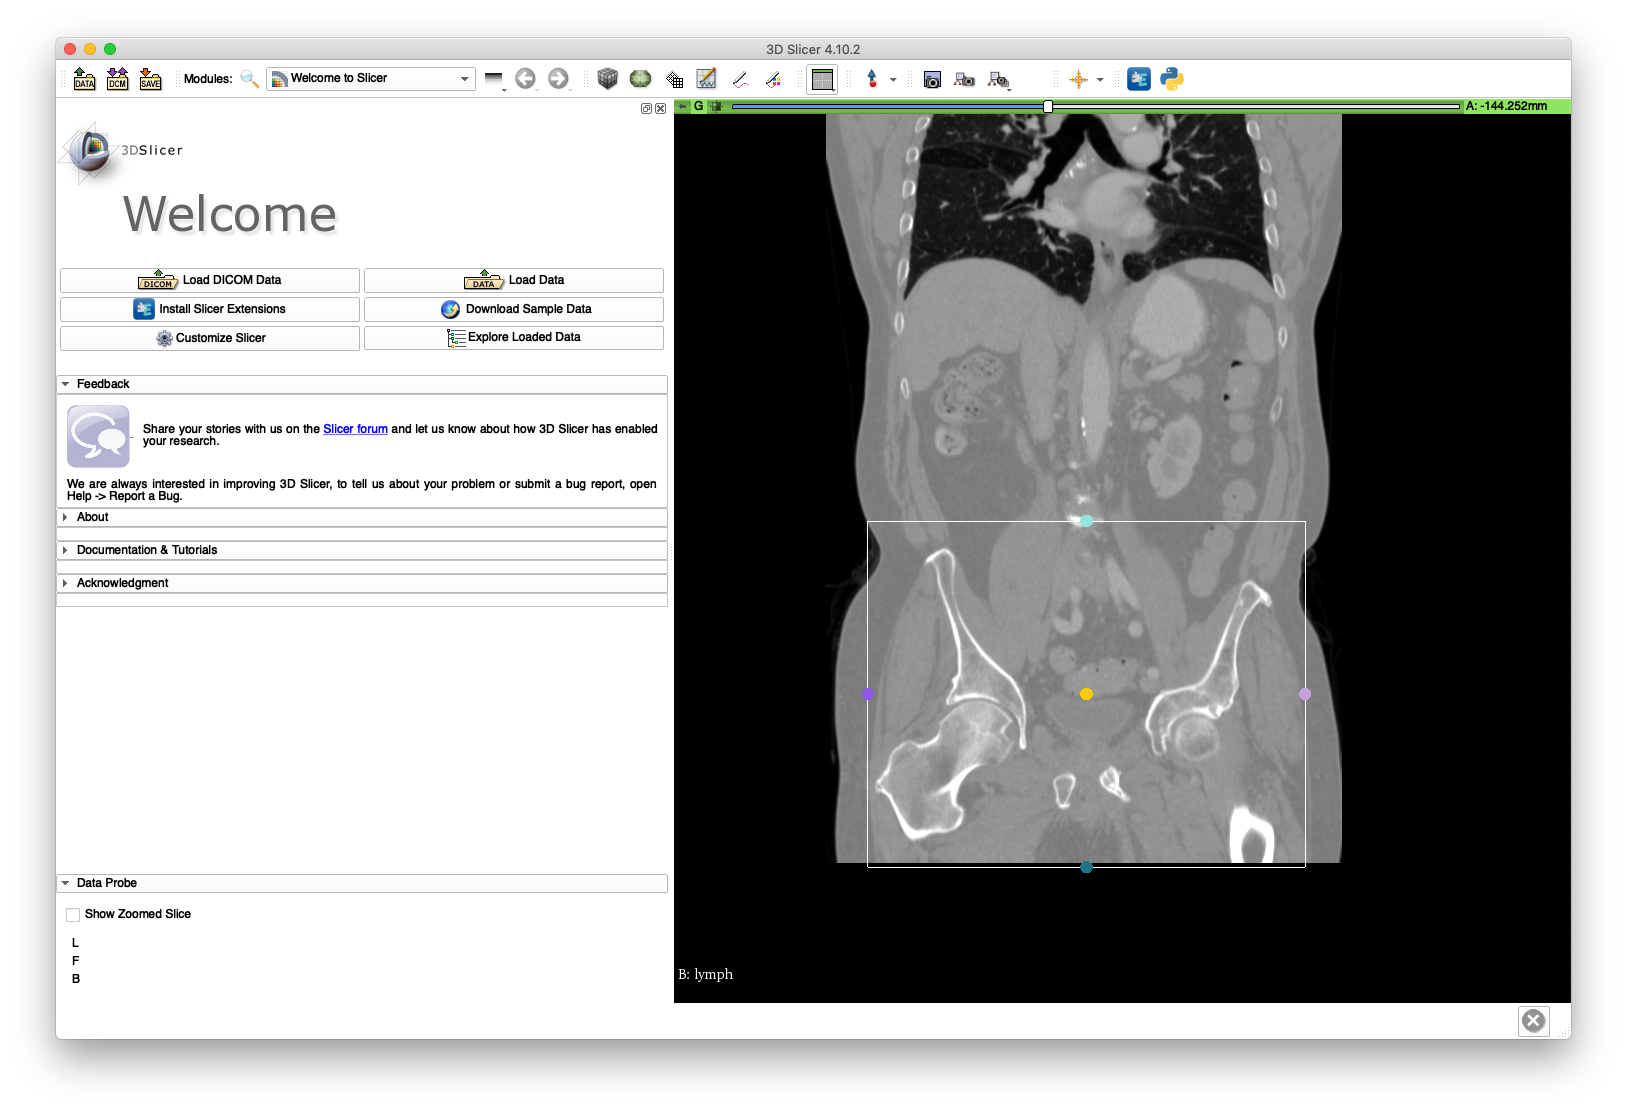 3D Slicer 4.10.2
DATA
DCM
SAVE
Modules:
Welcome to Slicer
G
A: -144.252mm
3DSlicer
Welcome
DICOM
Load DICOM Data
DATA
Load Data
Install Slicer Extensions
Download Sample Data
Customize Slicer
Explore Loaded Data
Feedback
Share your stories with us on the Slicer forum and let us know about how 3D Slicer has enabled
your research.
We are always interested in improving 3D Slicer, to tell us about your problem or submit a bug report, open
Help -> Report a Bug.
About
Documentation & Tutorials
Acknowledgment
Data Probe
Show Zoomed Slice
L
F
B
B: lymph